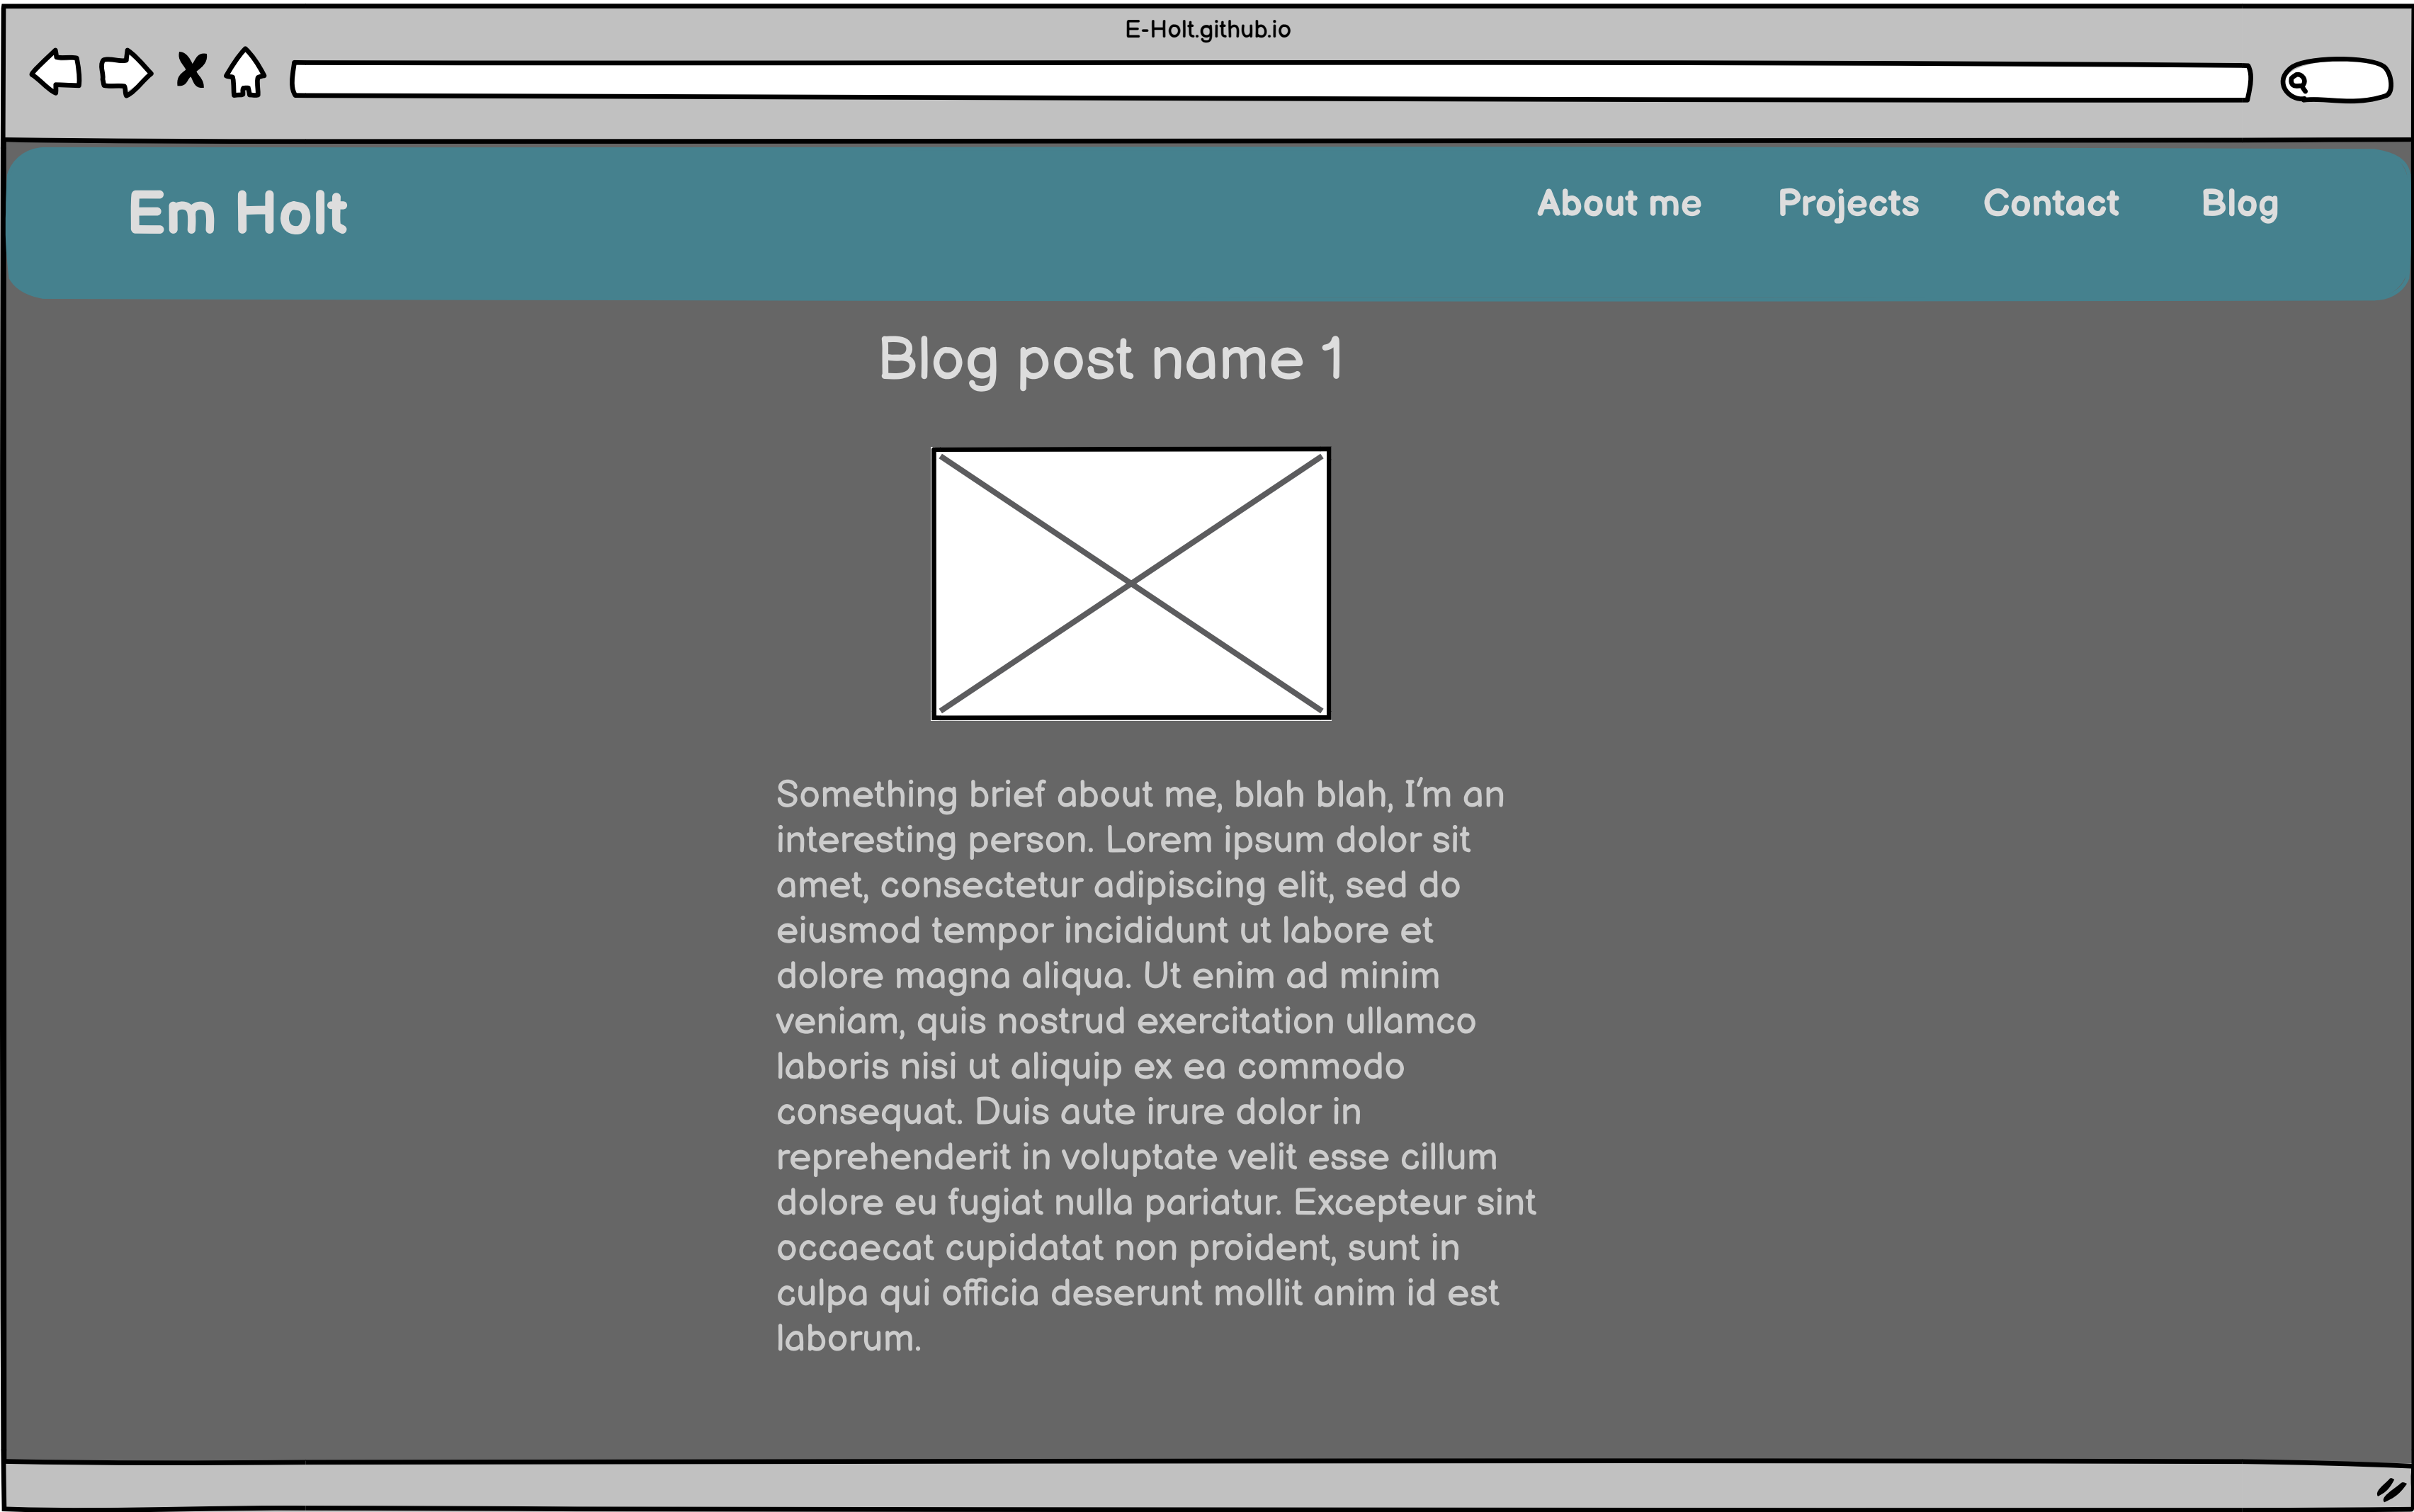 E-Holt.github.io
Em Holt
About me Projects Contact Blog
Blog post name 1
Something brief about me, blah blah, I'm an
interesting person. Lorem ipsum dolor sit
amet, consectetur adipiscing elit, sed do
eiusmod tempor incididunt ut labore et
dolore magna aliqua. Ut enim ad minim
veniam, quis nostrud exercitation ullamco
laboris nisi ut aliquip ex ea commodo
consequat. Duis aute irure dolor in
reprehenderit in voluptate velit esse cillum
dolore eu fugiat nulla pariatur. Excepteur sint
occaecat cupidatat non proident, sunt in
culpa qui officia deserunt mollit anim id est
laborum.